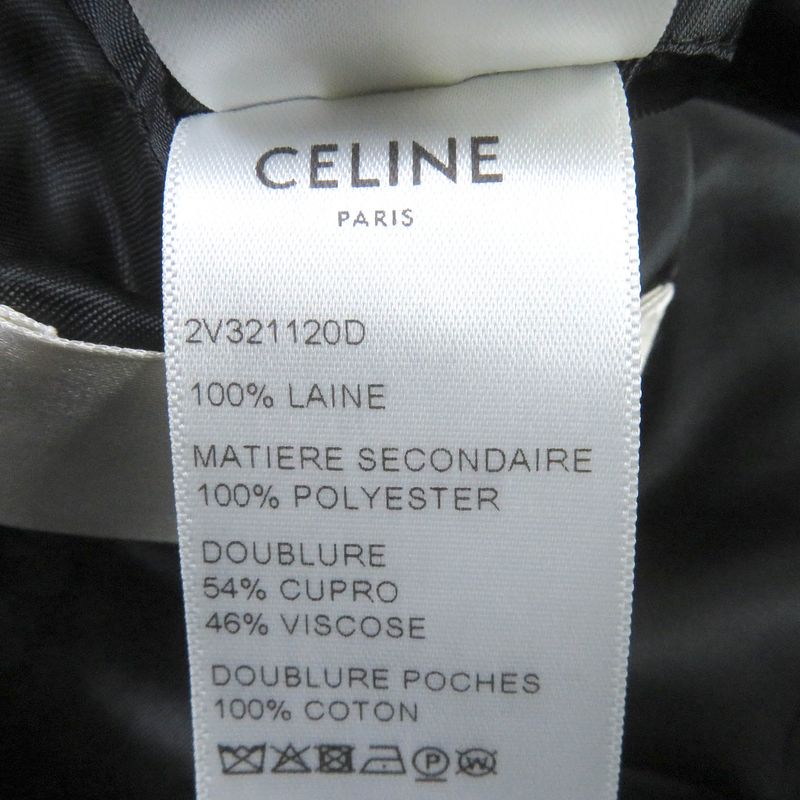 CELINE
PARIS
2V321120D
100% LAINE
MATIERE SECONDAIRE
100% POLYESTER
DOUBLURE
54% CUPRO
46% VISCOSE
DOUBLURE POCHES
100% COTON
P W